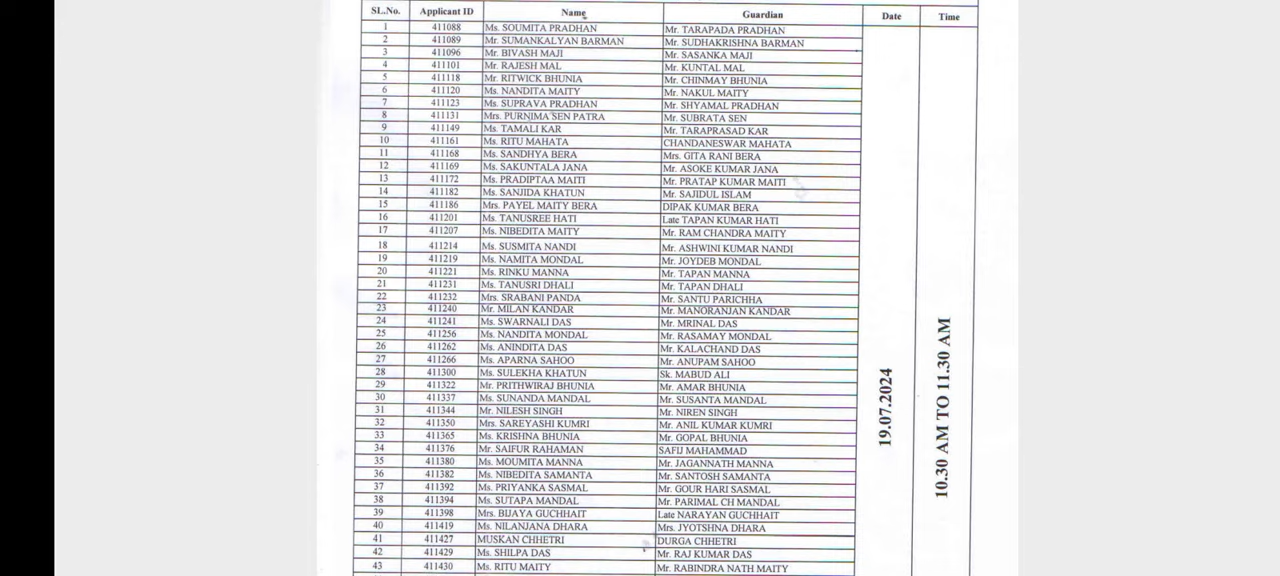 SL.No. Applicant ID Name Guardian Date Time
1 411088 Ms. SOUMITA PRADHAN Mr. TARAPADA PRADHAN
2 411089 Mr. SUMANKALYAN BARMAN Mr. SUDHAKRISHNA BARMAN
3 411096 Mr. BIVASH MAJI Mr. SASANKA MAJI
4 411101 Mr. RAJESH MAL Mr. KUNTAL MAL
5 411118 Mr. RITWICK BHUNIA Mr. CHINMAY BHUNIA
6 411120 Ms. NANDITA MAITY Mr. NAKUL MAITY
7 411123 Ms. SUPRAVA PRADHAN Mr. SHYAMAL PRADHAN
8 411131 Mrs. PURNIMA SEN PATRA Mr. SUBRATA SEN
9 411149 Ms. TAMALI KAR Mr. TARAPRASAD KAR
10 411161 Ms. RITU MAHATA CHANDANESWAR MAHATA
11 411168 Ms. SANDHYA BERA Mrs. GITA RANI BERA
12 411169 Ms. SAKUNTALA JANA Mr. ASOKE KUMAR JANA
13 411172 Ms. PRADIPTAA MAITI Mr. PRATAP KUMAR MAITI
14 411182 Ms. SANJIDA KHATUN Mr. SAJIDUL ISLAM
15 411186 Mrs. PAYEL MAITY BERA DIPAK KUMAR BERA
16 411201 Ms. TANUSREE HATI Late TAPAN KUMAR HATI
17 411207 Ms. NIBEDITA MAITY Mr. RAM CHANDRA MAITY
18 411214 Ms. SUSMITA NANDI Mr. ASHWINI KUMAR NANDI
19 411219 Ms. NAMITA MONDAL Mr. JOYDEB MONDAL
20 411221 Ms. RINKU MANNA Mr. TAPAN MANNA
21 411231 Ms. TANUSRI DHALI Mr. TAPAN DHALI
22 411232 Mrs. SRABANI PANDA Mr. SANTU PARICHHA
23 411240 Mr. MILAN KANDAR Mr. MANORANJAN KANDAR
24 411241 Ms. SWARNALI DAS Mr. MRINAL DAS
25 411256 Ms. NANDITA MONDAL Mr. RASAMAY MONDAL
26 411262 Ms. ANINDITA DAS Mr. KALACHAND DAS
27 411266 Ms. APARNA SAHOO Mr. ANUPAM SAHOO
28 411300 Ms. SULEKHA KHATUN Sk. MABUD ALI
29 411322 Mr. PRITHWIRAJ BHUNIA Mr. AMAR BHUNIA
30 411337 Ms. SUNANDA MANDAL Mr. SUSANTA MANDAL
31 411344 Mr. NILESH SINGH Mr. NIREN SINGH
32 411350 Mrs. SAREYASHI KUMRI Mr. ANIL KUMAR KUMRI
33 411365 Ms. KRISHNA BHUNIA Mr. GOPAL BHUNIA
34 411376 Mr. SAIFUR RAHAMAN SAFIJ MAHAMMAD
35 411380 Ms. MOUMITA MANNA Mr. JAGANNATH MANNA
36 411382 Ms. NIBEDITA SAMANTA Mr. SANTOSH SAMANTA
37 411392 Ms. PRIYANKA SASMAL Mr. GOUR HARI SASMAL
38 411394 Ms. SUTAPA MANDAL Mr. PARIMAL CH MANDAL
39 411398 Mrs. BIJAYA GUCHHAIT Late NARAYAN GUCHHAIT
40 411419 Ms. NILANJANA DHARA Mrs. JYOTSHNA DHARA
41 411427 MUSKAN CHHETRI DURGA CHHETRI
42 411429 Ms. SHILPA DAS Mr. RAJ KUMAR DAS
43 411430 Ms. RITU MAITY Mr. RABINDRA NATH MAITY
19.07.2024
10.30 AM TO 11.30 AM